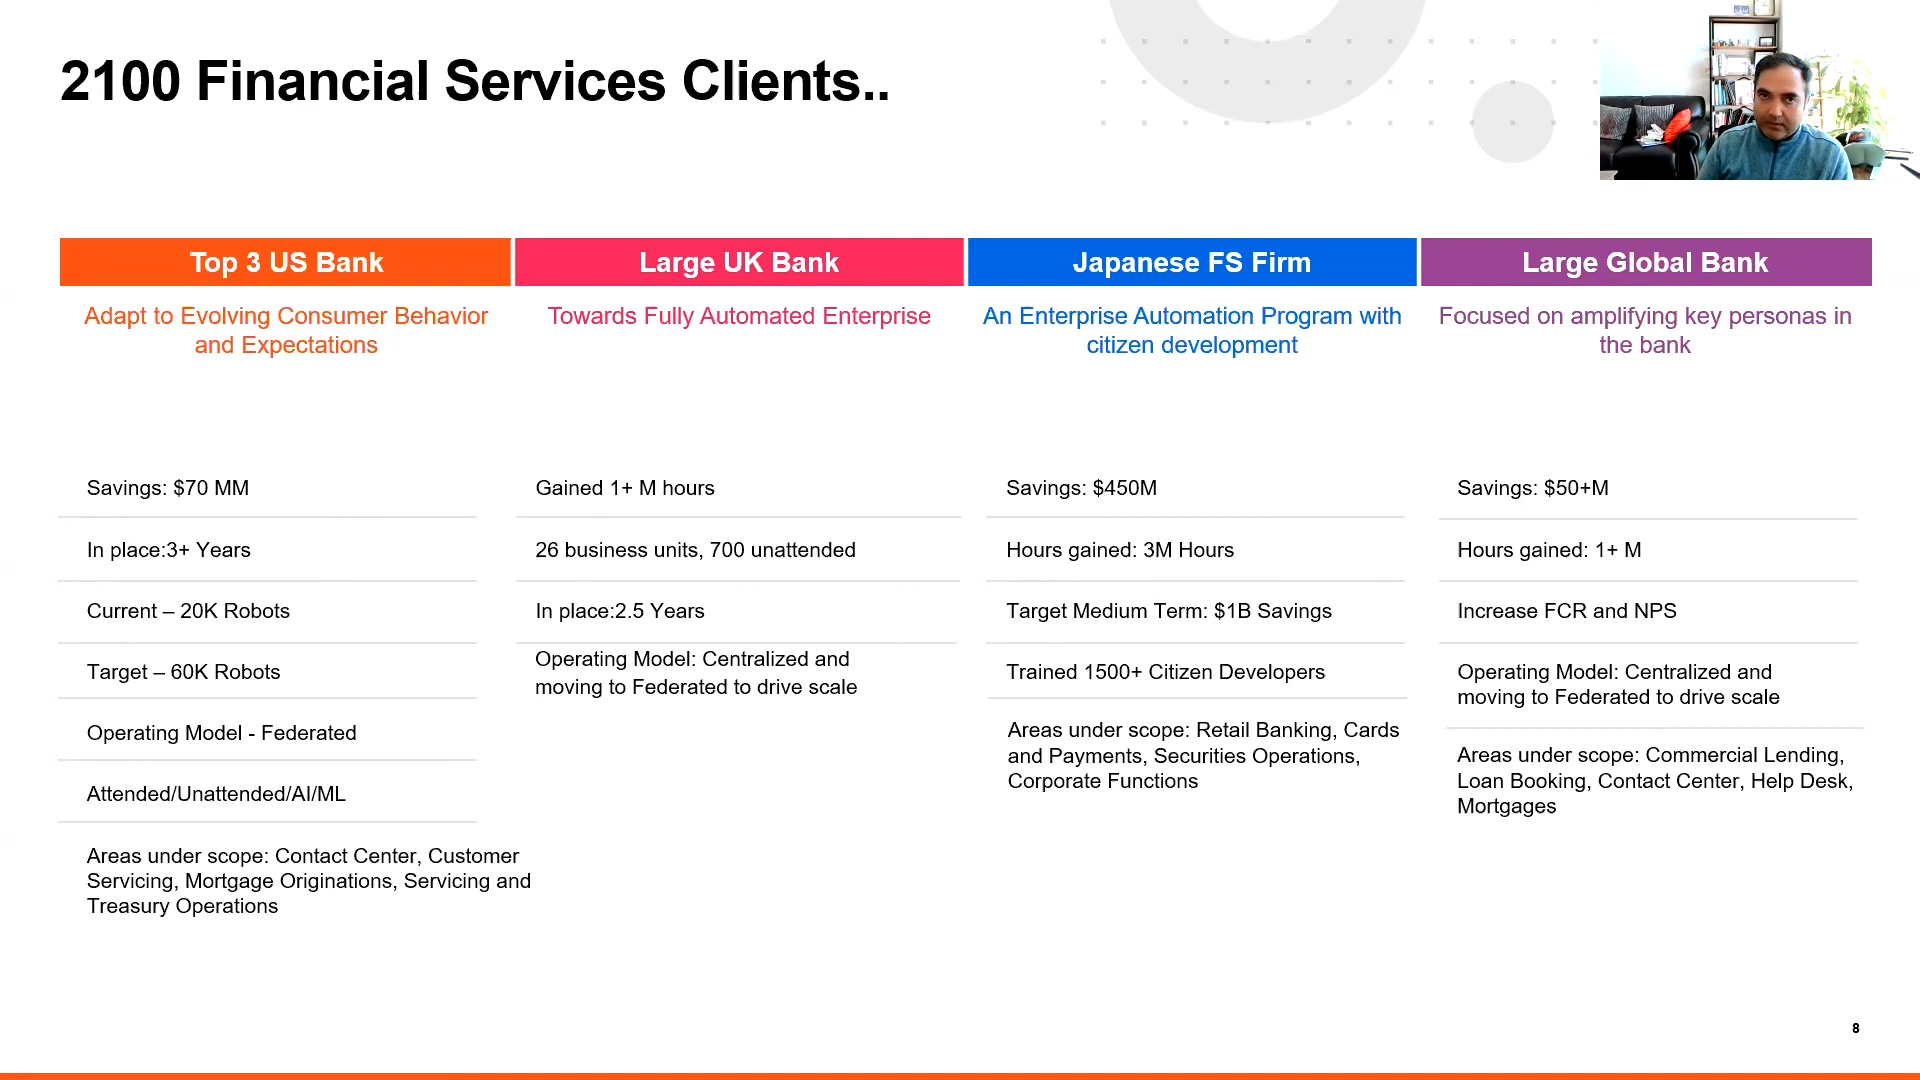 2100 Financial Services Clients..
Top 3 US Bank
Adapt to Evolving Consumer Behavior
and Expectations
Savings: $70 MM
In place:3+ Years
Current – 20K Robots
Target – 60K Robots
Operating Model - Federated
Attended/Unattended/AI/ML
Areas under scope: Contact Center, Customer
Servicing, Mortgage Originations, Servicing and
Treasury Operations
Large UK Bank
Towards Fully Automated Enterprise
Gained 1+ M hours
26 business units, 700 unattended
In place:2.5 Years
Operating Model: Centralized and
moving to Federated to drive scale
Japanese FS Firm
An Enterprise Automation Program with
citizen development
Savings: $450M
Hours gained: 3M Hours
Target Medium Term: $1B Savings
Trained 1500+ Citizen Developers
Areas under scope: Retail Banking, Cards
and Payments, Securities Operations,
Corporate Functions
Large Global Bank
Focused on amplifying key personas in
the bank
Savings: $50+M
Hours gained: 1+ M
Increase FCR and NPS
Operating Model: Centralized and
moving to Federated to drive scale
Areas under scope: Commercial Lending,
Loan Booking, Contact Center, Help Desk,
Mortgages
8